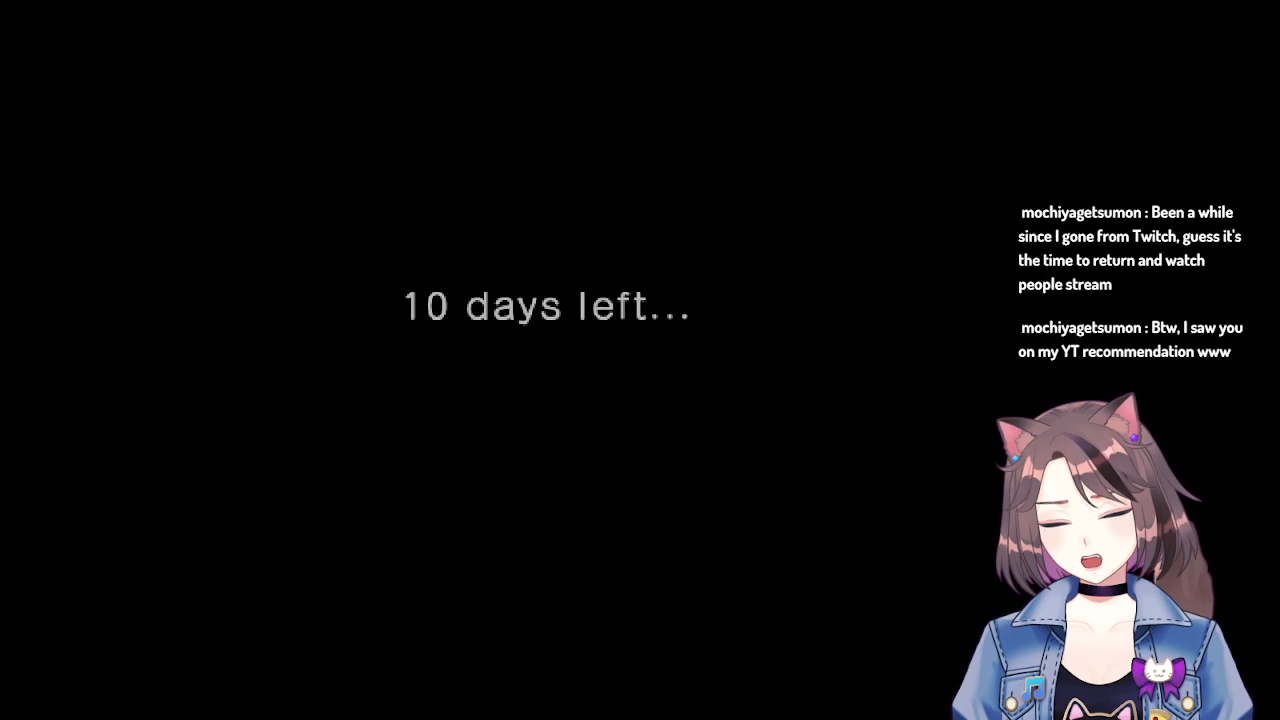 10 days left...
mochiyagetsumon : Been a while
since I gone from Twitch, guess it's
the time to return and watch
people stream
mochiyagetsumon : Btw, I saw you
on my YT recommendation www